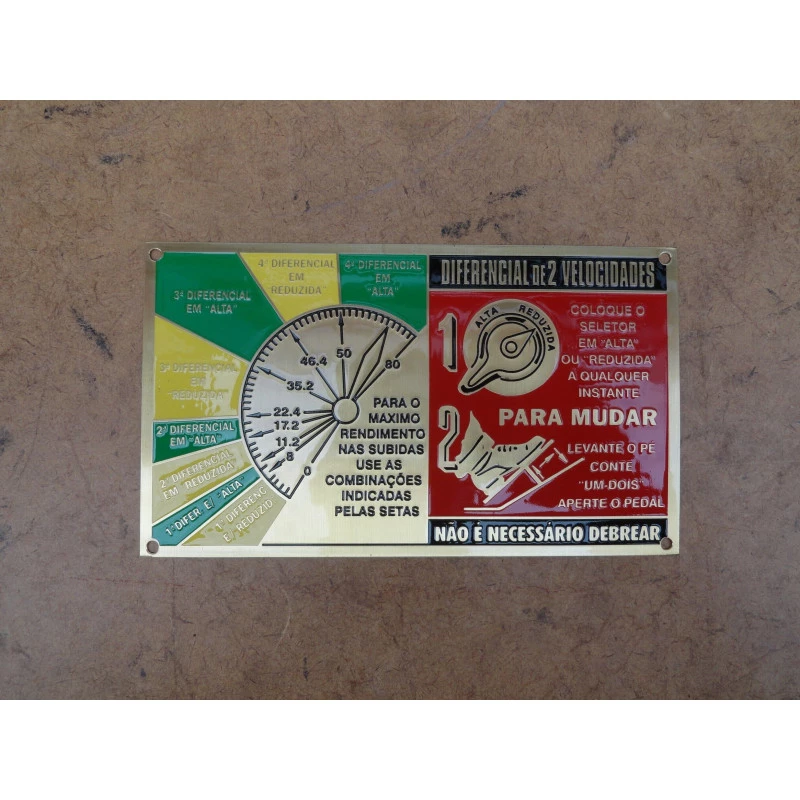 4ª DIFERENCIAL
EM
"REDUZIDA"
4ª DIFERENCIAL
EM
"ALTA"
3ª DIFERENCIAL
EM "ALTA"
3ª DIFERENCIAL
EM
"REDUZIDA"
2ª DIFERENCIAL
EM "ALTA"
2ª DIFERENCIAL
EM "REDUZIDA"
1ª DIFER E/ "ALTA"
1ª DIFERENC
E REDUZID
80
50
46.4
35.2
22.4
17.2
11.2
8
0
PARA O
MAXIMO
RENDIMENTO
NAS SUBIDAS
USE AS
COMBINAÇÕES
INDICADAS
PELAS SETAS
DIFERENCIAL DE 2 VELOCIDADES
1
ALTA REDUZIDA
COLOQUE O
SELETOR
EM "ALTA"
OU "REDUZIDA"
A QUALQUER
INSTANTE
2
PARA MUDAR
LEVANTE O PÉ
CONTE
"UM-DOIS"
APERTE O PEDAL
NÃO É NECESSÁRIO DEBREAR